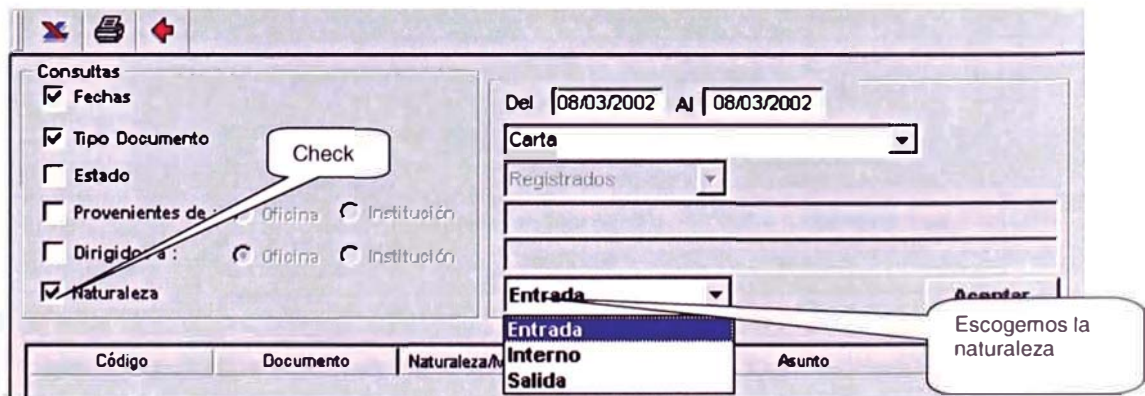 Consultas
Fechas
Del 08/03/2002 Al 08/03/2002
Tipo Documento
Carta
Check
Estado
Registrados
Provenientes de : Oficina Institución
Dirigidos a : Oficina Institución
Naturaleza
Entrada
Aceptar
Entrada
Interno
Salida
Escogemos la
naturaleza
Código Documento Asunto